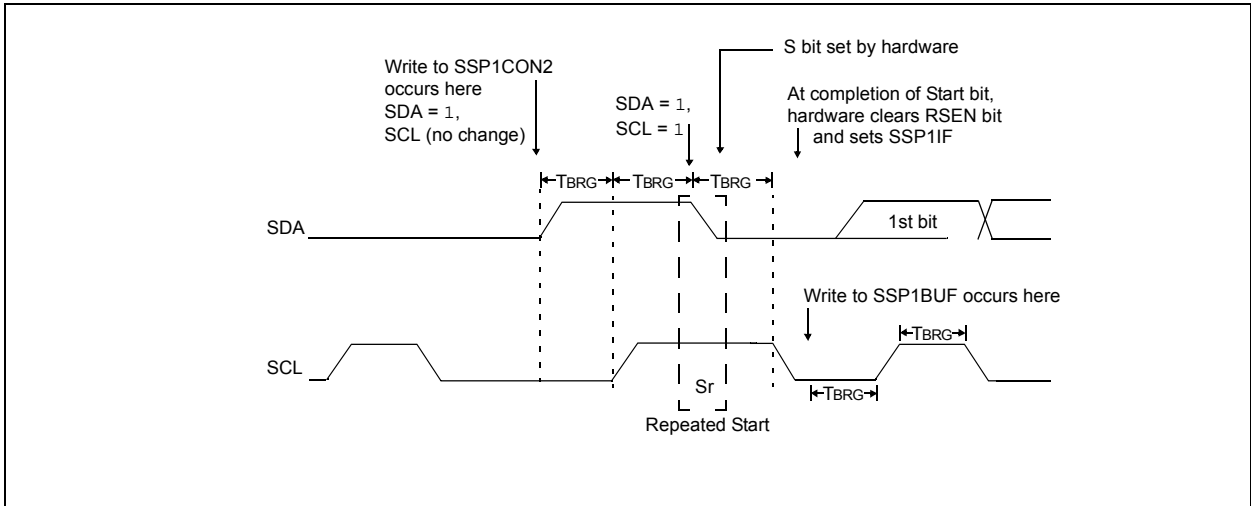 S bit set by hardware
Write to SSP1CON2
occurs here
SDA = 1,
SCL (no change)
SDA = 1,
SCL = 1
At completion of Start bit,
hardware clears RSEN bit
and sets SSP1IF
TBRG
TBRG
TBRG
SDA
1st bit
Write to SSP1BUF occurs here
TBRG
SCL
Sr
TBRG
Repeated Start